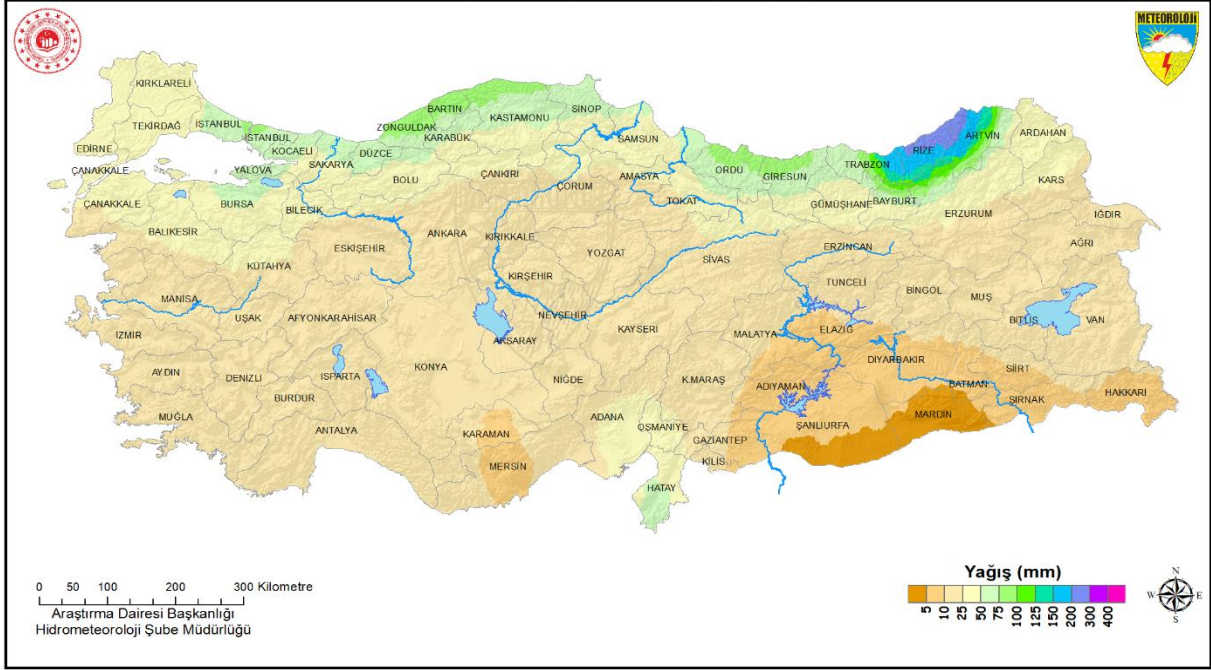 METEOROLOJİ
KIRKLARELİ
TEKİRDAĞ
EDİRNE
İSTANBUL
İSTANBUL
KOCAELİ
YALOVA
SAKARYA
DÜZCE
ZONGULDAK
BARTIN
KARABÜK
KASTAMONU
SİNOP
SAMSUN
ORDU
GİRESUN
TRABZON
RİZE
ARTVİN
ARDAHAN
KARS
ÇANAKKALE
ÇANAKKALE
BURSA
BİLECİK
BOLU
ÇANKIRI
ÇORUM
AMASYA
TOKAT
GÜMÜŞHANE
BAYBURT
ERZURUM
IĞDIR
AĞRI
BALIKESİR
KÜTAHYA
ESKİŞEHİR
ANKARA
KIRIKKALE
YOZGAT
SİVAS
ERZİNCAN
TUNCELİ
BİNGÖL
MUŞ
BİTLİS
VAN
MANİSA
UŞAK
AFYONKARAHİSAR
KIRŞEHİR
NEVŞEHİR
KAYSERİ
MALATYA
ELAZIĞ
DİYARBAKIR
SİİRT
İZMİR
AYDIN
DENİZLİ
ISPARTA
KONYA
AKSARAY
NİĞDE
K.MARAŞ
ADIYAMAN
BATMAN
ŞIRNAK
HAKKARİ
MUĞLA
BURDUR
ANTALYA
KARAMAN
MERSİN
ADANA
OSMANİYE
GAZİANTEP
KİLİS
ŞANLIURFA
MARDİN
HATAY
0 50 100 200 300 Kilometre
Araştırma Dairesi Başkanlığı
Hidrometeoroloji Şube Müdürlüğü
Yağış (mm)
5 10 25 50 75 100 125 150 200 300 400
N
W E
S